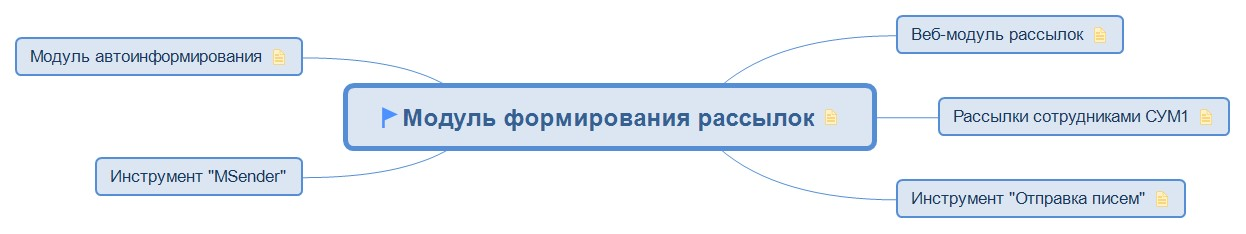 Модуль автоинформирования
Инструмент "MSender"
Модуль формирования рассылок
Веб-модуль рассылок
Рассылки сотрудниками СУМ1
Инструмент "Отправка писем"